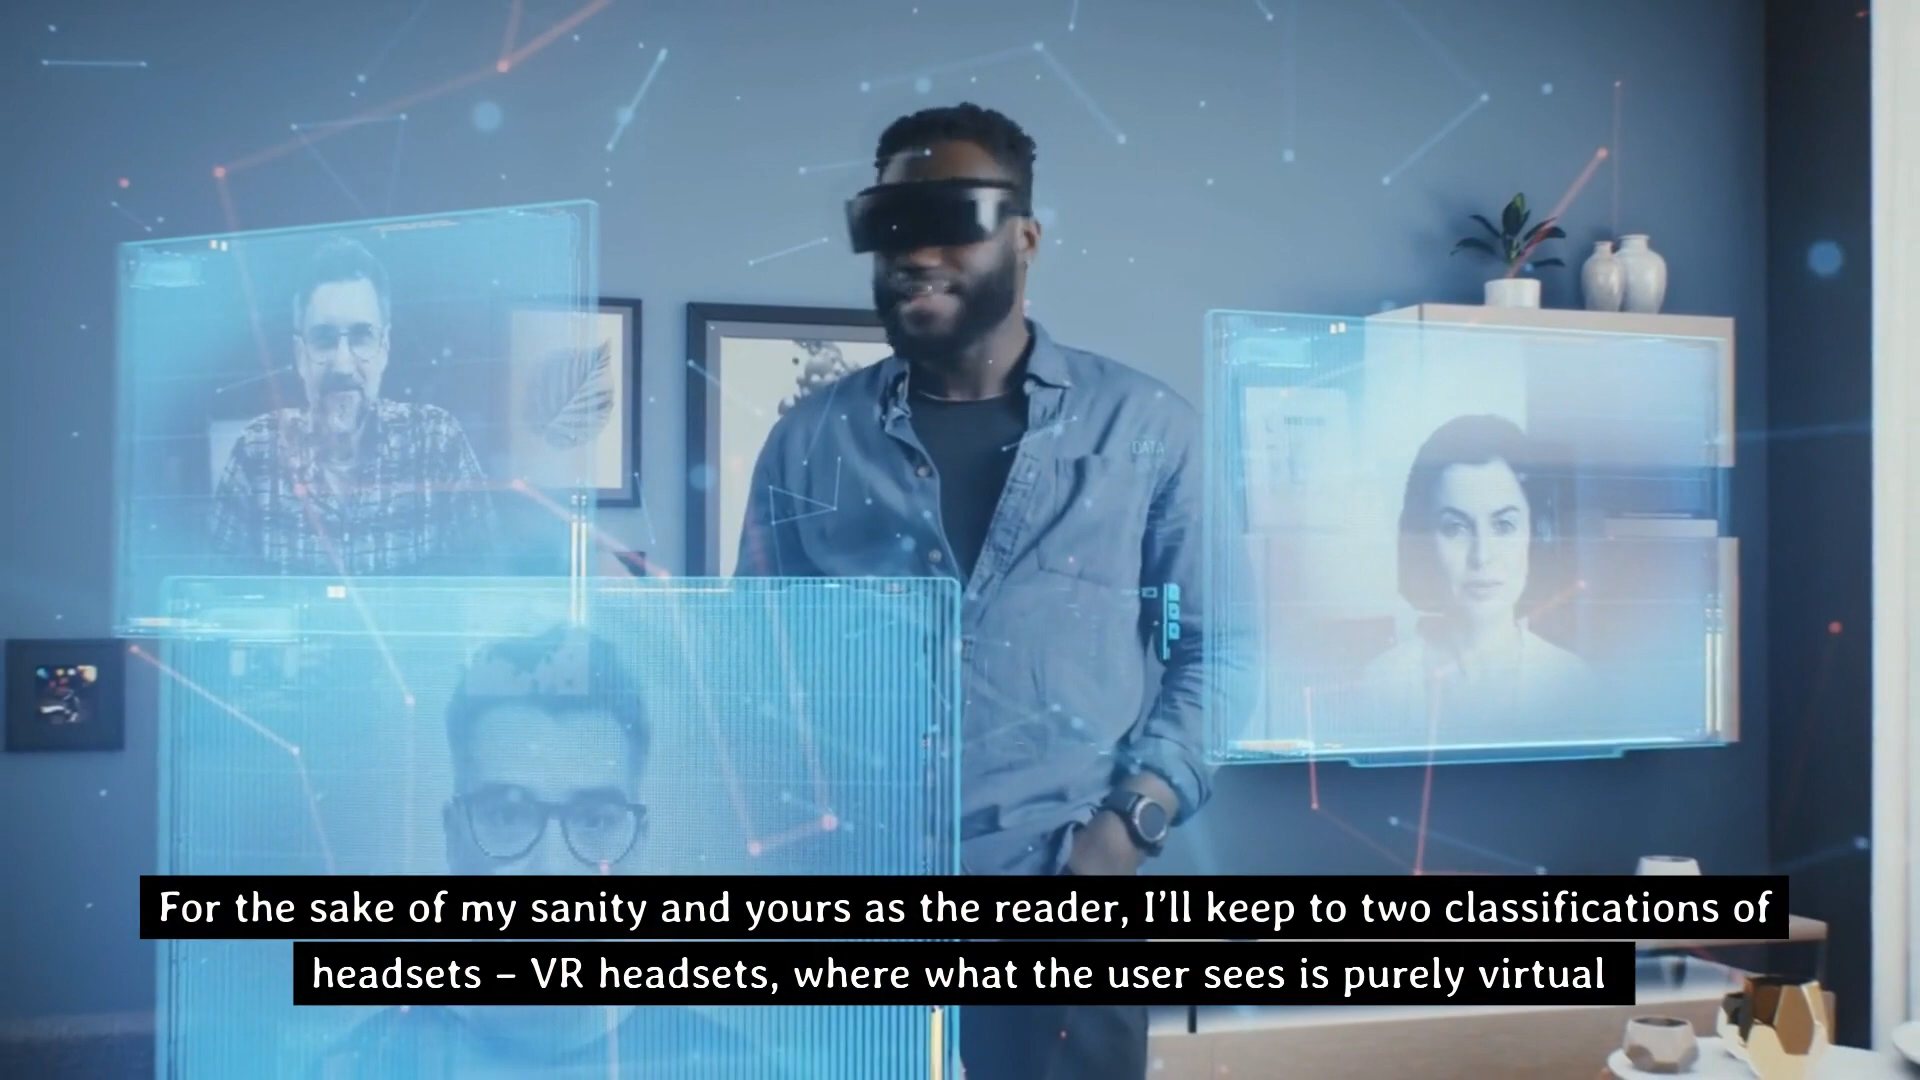 DATA
For the sake of my sanity and yours as the reader, I’ll keep to two classifications of
headsets – VR headsets, where what the user sees is purely virtual